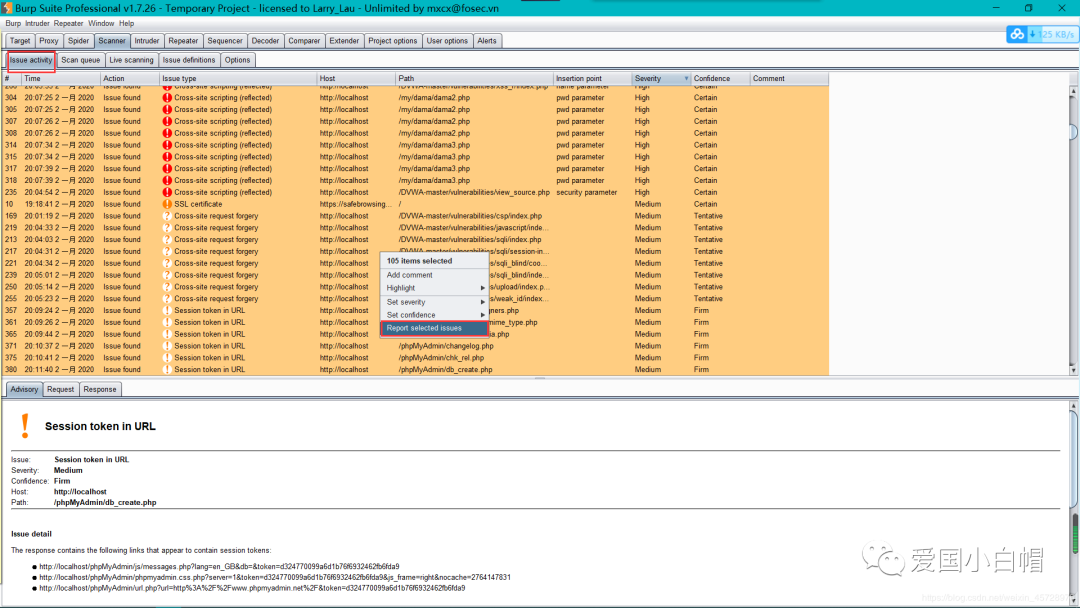 Burp Suite Professional v1.7.26 - Temporary Project - licensed to Larry_Lau - Unlimited by mxcx@fosec.vn
Burp Intruder Repeater Window Help
125 KB/s
Target Proxy Spider Scanner Intruder Repeater Sequencer Decoder Comparer Extender Project options User options Alerts
Issue activity Scan queue Live scanning Issue definitions Options
# Time Action Issue type Host Path Insertion point Severity Confidence Comment
Issue found Cross-site scripting (reflected) http://localhost name parameter High Certain
304 20:07:25 2 一月 2020 Issue found Cross-site scripting (reflected) http://localhost /my/dama/dama2.php pwd parameter High Certain
305 20:07:25 2 一月 2020 Issue found Cross-site scripting (reflected) http://localhost /my/dama/dama2.php pwd parameter High Certain
307 20:07:26 2 一月 2020 Issue found Cross-site scripting (reflected) http://localhost /my/dama/dama2.php pwd parameter High Certain
308 20:07:26 2 一月 2020 Issue found Cross-site scripting (reflected) http://localhost /my/dama/dama2.php pwd parameter High Certain
314 20:07:34 2 一月 2020 Issue found Cross-site scripting (reflected) http://localhost /my/dama/dama3.php pwd parameter High Certain
315 20:07:34 2 一月 2020 Issue found Cross-site scripting (reflected) http://localhost /my/dama/dama3.php pwd parameter High Certain
317 20:07:39 2 一月 2020 Issue found Cross-site scripting (reflected) http://localhost /my/dama/dama3.php pwd parameter High Certain
318 20:07:39 2 一月 2020 Issue found Cross-site scripting (reflected) http://localhost /my/dama/dama3.php pwd parameter High Certain
235 20:04:54 2 一月 2020 Issue found Cross-site scripting (reflected) http://localhost /DVWA-master/vulnerabilities/view_source.php security parameter High Certain
10 19:18:41 2 一月 2020 Issue found SSL certificate https://safebrowsing... / Medium Certain
169 20:01:19 2 一月 2020 Issue found Cross-site request forgery http://localhost /DVWA-master/vulnerabilities/csp/index.php Medium Tentative
219 20:04:33 2 一月 2020 Issue found Cross-site request forgery http://localhost /DVWA-master/vulnerabilities/javascript/inde... Medium Tentative
213 20:04:03 2 一月 2020 Issue found Cross-site request forgery http://localhost /DVWA-master/vulnerabilities/sqli/index.php Medium Tentative
217 20:04:31 2 一月 2020 Issue found Cross-site request forgery http://localhost /DVWA-master/vulnerabilities/sqli/session-in... Medium Tentative
221 20:04:34 2 一月 2020 Issue found Cross-site request forgery http://localhost s/sqli_blind/coo... Medium Tentative
239 20:05:01 2 一月 2020 Issue found Cross-site request forgery http://localhost s/sqli_blind/inde... Medium Tentative
250 20:05:14 2 一月 2020 Issue found Cross-site request forgery http://localhost s/upload/index.p... Medium Tentative
255 20:05:23 2 一月 2020 Issue found Cross-site request forgery http://localhost s/weak_id/index... Medium Tentative
357 20:09:24 2 一月 2020 Issue found Session token in URL http://localhost ners.php Medium Firm
361 20:09:26 2 一月 2020 Issue found Session token in URL http://localhost mime_type.php Medium Firm
365 20:09:44 2 一月 2020 Issue found Session token in URL http://localhost ia.php Medium Firm
371 20:10:37 2 一月 2020 Issue found Session token in URL http://localhost /phpMyAdmin/changelog.php Medium Firm
375 20:10:41 2 一月 2020 Issue found Session token in URL http://localhost /phpMyAdmin/chk_rel.php Medium Firm
380 20:11:40 2 一月 2020 Issue found Session token in URL http://localhost /phpMyAdmin/db_create.php Medium Firm
105 items selected
Add comment
Highlight
Set severity
Set confidence
Report selected issues
Advisory Request Response
Session token in URL
Issue: Session token in URL
Severity: Medium
Confidence: Firm
Host: http://localhost
Path: /phpMyAdmin/db_create.php
Issue detail
The response contains the following links that appear to contain session tokens:
● http://localhost/phpMyAdmin/js/messages.php?lang=en_GB&db=&token=d324770099a6d1b76f6932462fb6fda9
● http://localhost/phpMyAdmin/phpmyadmin.css.php?server=1&token=d324770099a6d1b76f6932462fb6fda9&js_frame=right&nocache=2764147831
● http://localhost/phpMyAdmin/url.php?url=http%3A%2F%2Fwww.phpmyadmin.net%2F&token=d324770099a6d1b76f6932462fb6fda9
爱国小白帽